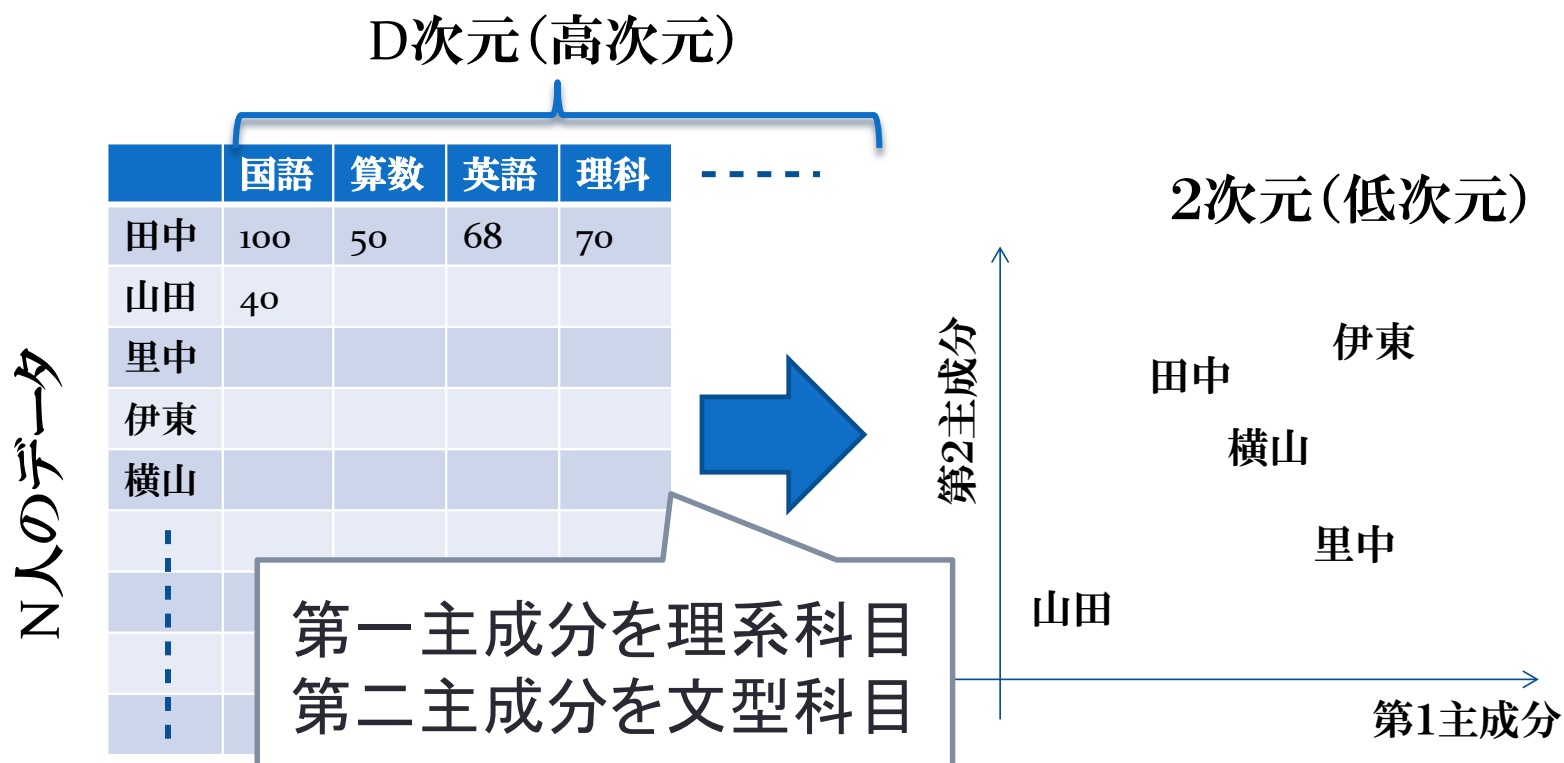 D次元(高次元)
国語 算数 英語 理科
田中 100 50 68 70
山田 40
里中
伊東
横山
N人のデータ
第一主成分を理系科目
第二主成分を文型科目
2次元(低次元)
第2主成分
伊東
田中
横山
里中
山田
第1主成分